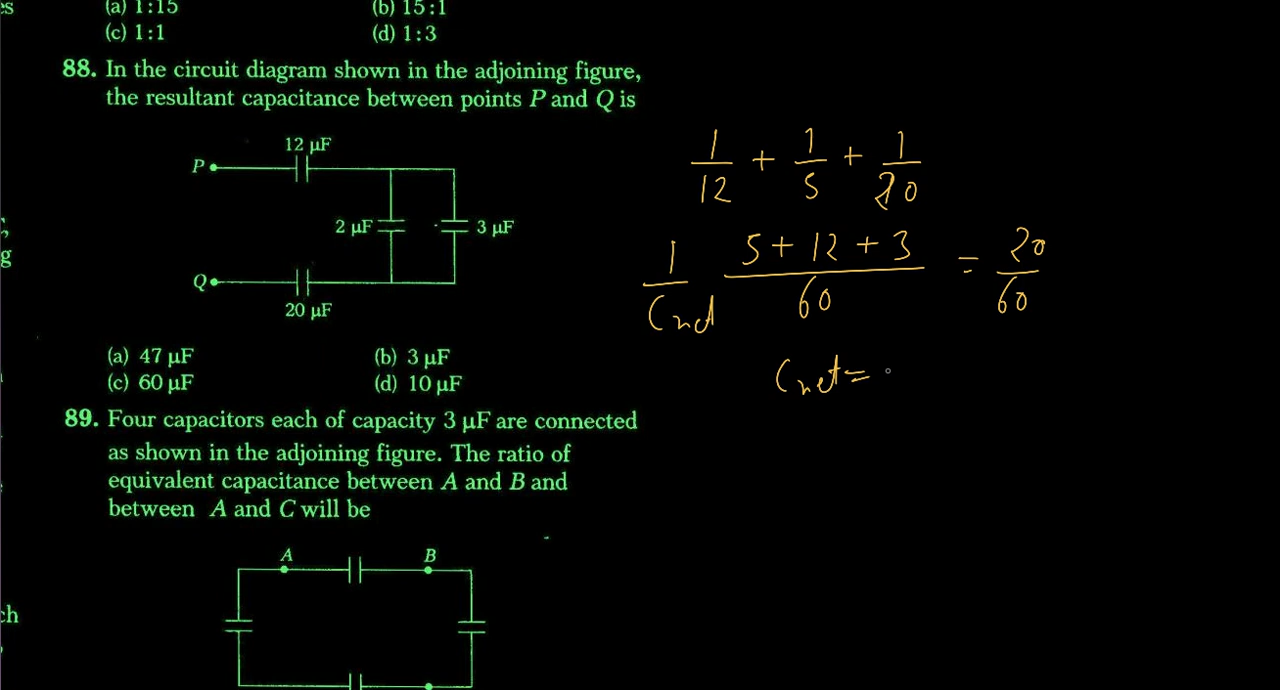 es
(a) 1:15 (b) 15:1
(c) 1:1 (d) 1:3
88. In the circuit diagram shown in the adjoining figure,
the resultant capacitance between points P and Q is
12 µF
P
2 µF
3 µF
Q
20 µF
(a) 47 µF (b) 3 µF
(c) 60 µF (d) 10 µF
89. Four capacitors each of capacity 3 µF are connected
as shown in the adjoining figure. The ratio of
equivalent capacitance between A and B and
between A and C will be
A B
g
ch
1/12 + 1/5 + 1/20
1/Cnet 5 + 12 + 3/60 = 20/60
Cnet =